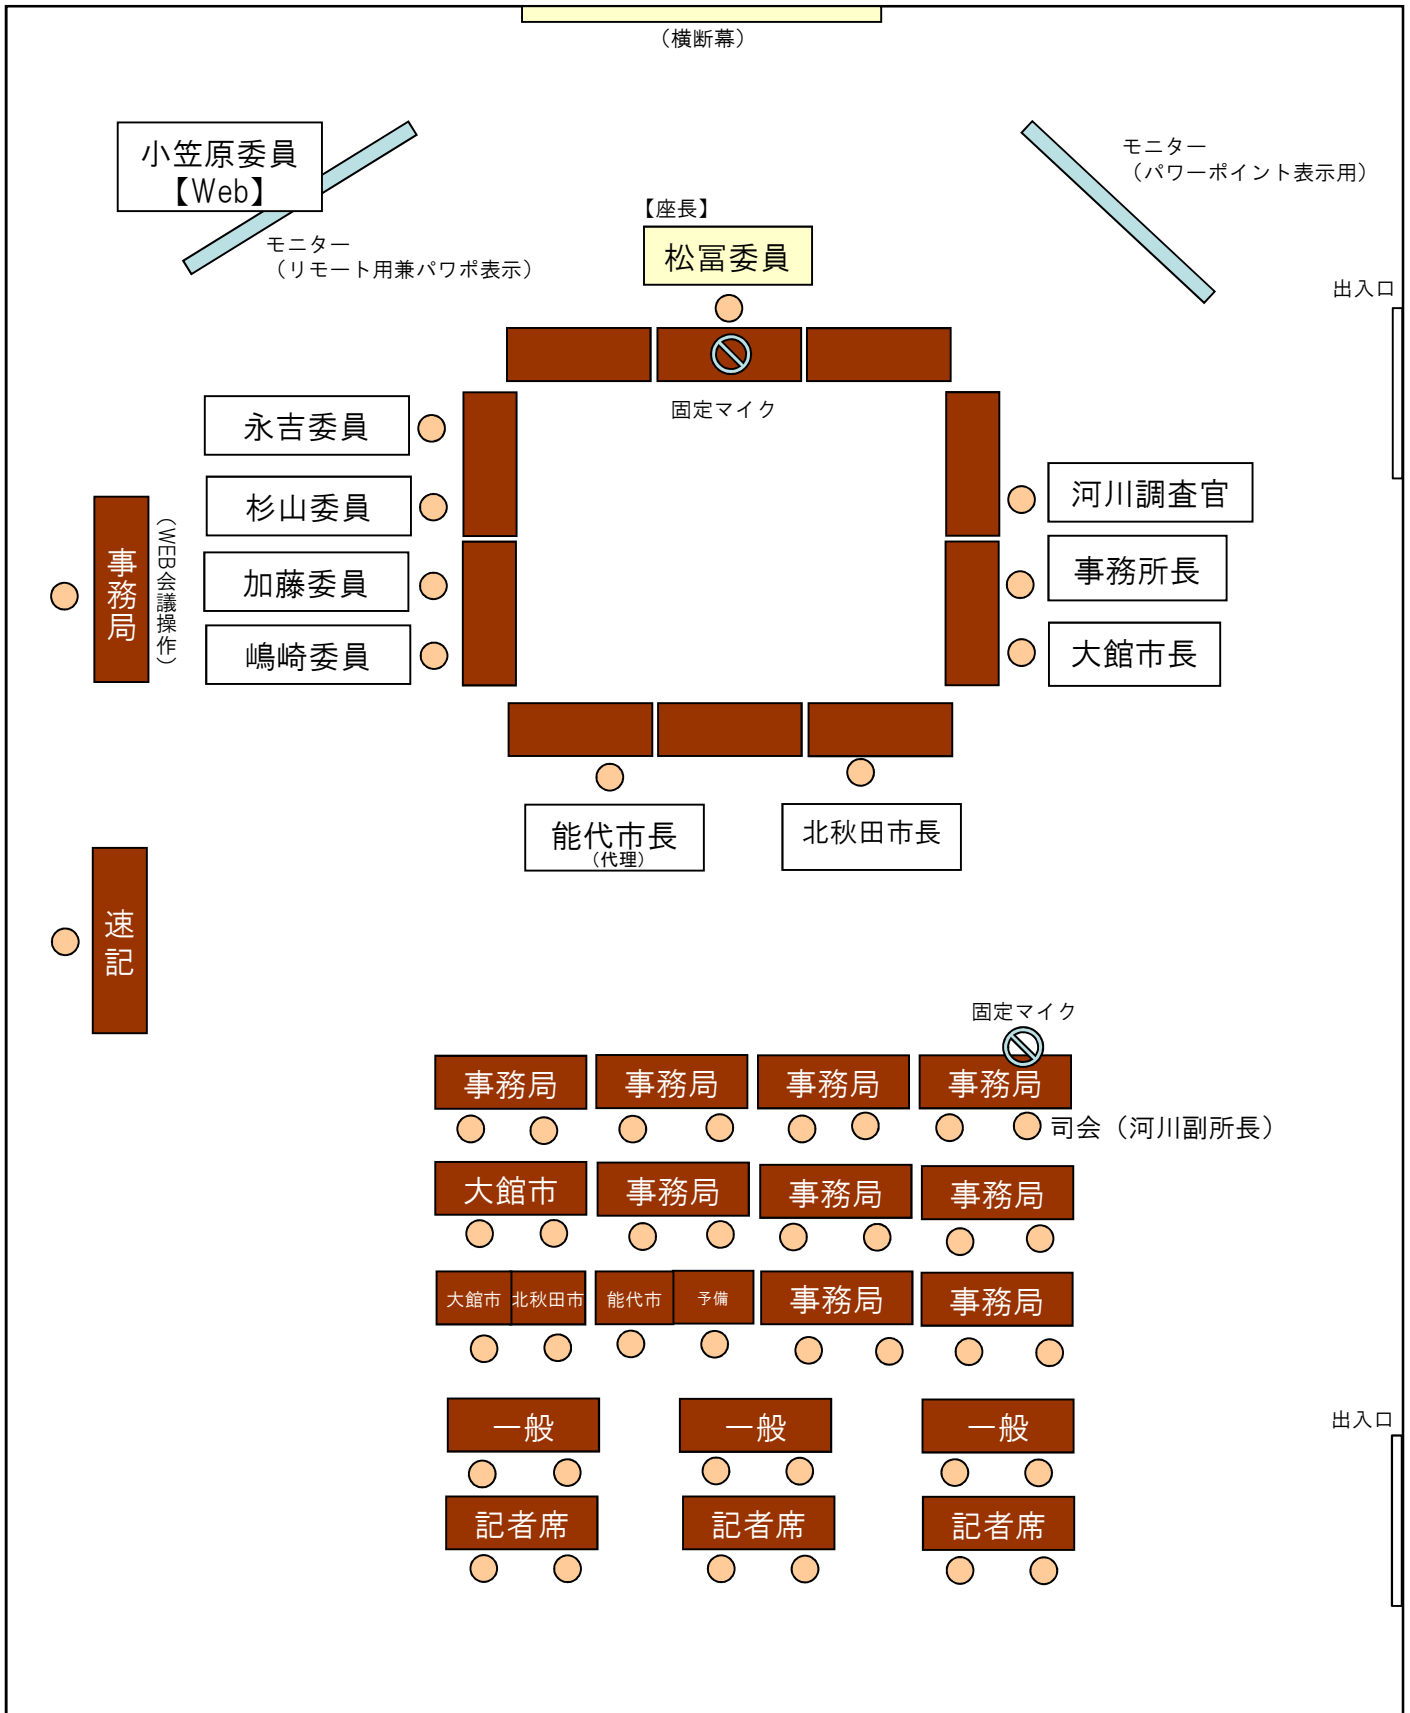 （横断幕）
小笠原委員
【Web】
モニター
（リモート用兼パワポ表示）
モニター
（パワーポイント表示用）
【座長】
松冨委員
出入口
固定マイク
永吉委員
杉山委員
加藤委員
嶋崎委員
事務局
（WEB会議操作）
河川調査官
事務所長
大館市長
能代市長
（代理）
北秋田市長
速記
固定マイク
事務局 事務局 事務局 事務局
司会（河川副所長）
大館市 事務局 事務局 事務局
大館市 北秋田市 能代市 予備 事務局 事務局
一般 一般 一般
出入口
記者席 記者席 記者席